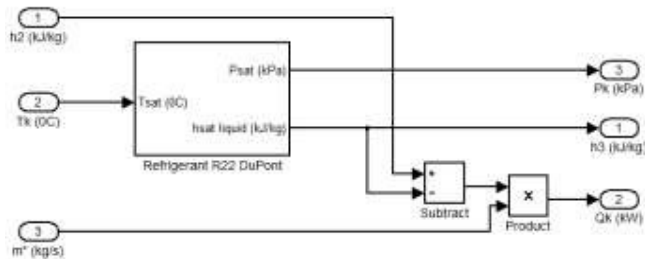 1
h2 (kJ/kg)
Psat (kPa)
3
Pk (kPa)
2
Tk (0C)
Tsat (0C)
hsat liquid (kJ/kg)
1
h3 (kJ/kg)
Refrigerant R22 DuPont
+
-
Subtract
x
Product
2
Qk (kW)
3
m* (kg/s)